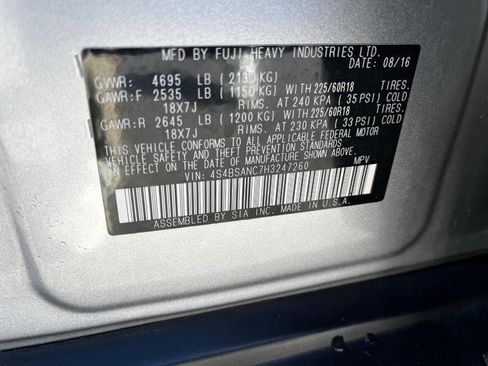 MFD BY FUJI HEAVY INDUSTRIES LTD.
DATE: 08/16
GVWR: 4695 LB (2130 KG)
GAWR:F 2535 LB (1150 KG) WITH 225/60R18 TIRES.
18X7J RIMS. AT 240 KPA (35 PSI) COLD
GAWR:R 2645 LB (1200 KG) WITH 225/60R18 TIRES.
18X7J RIMS. AT 230 KPA (33 PSI) COLD
THIS VEHICLE CONFORMS TO ALL APPLICABLE FEDERAL MOTOR
VEHICLE SAFETY, BUMPER, AND THEFT PREVENTION STANDARDS
IN EFFECT ON THE DATE OF MANUFACTURE SHOWN ABOVE.
VIN: 4S4BSANC7H3247260 MPV
ASSEMBLED BY SIA INC. MADE IN U.S.A.